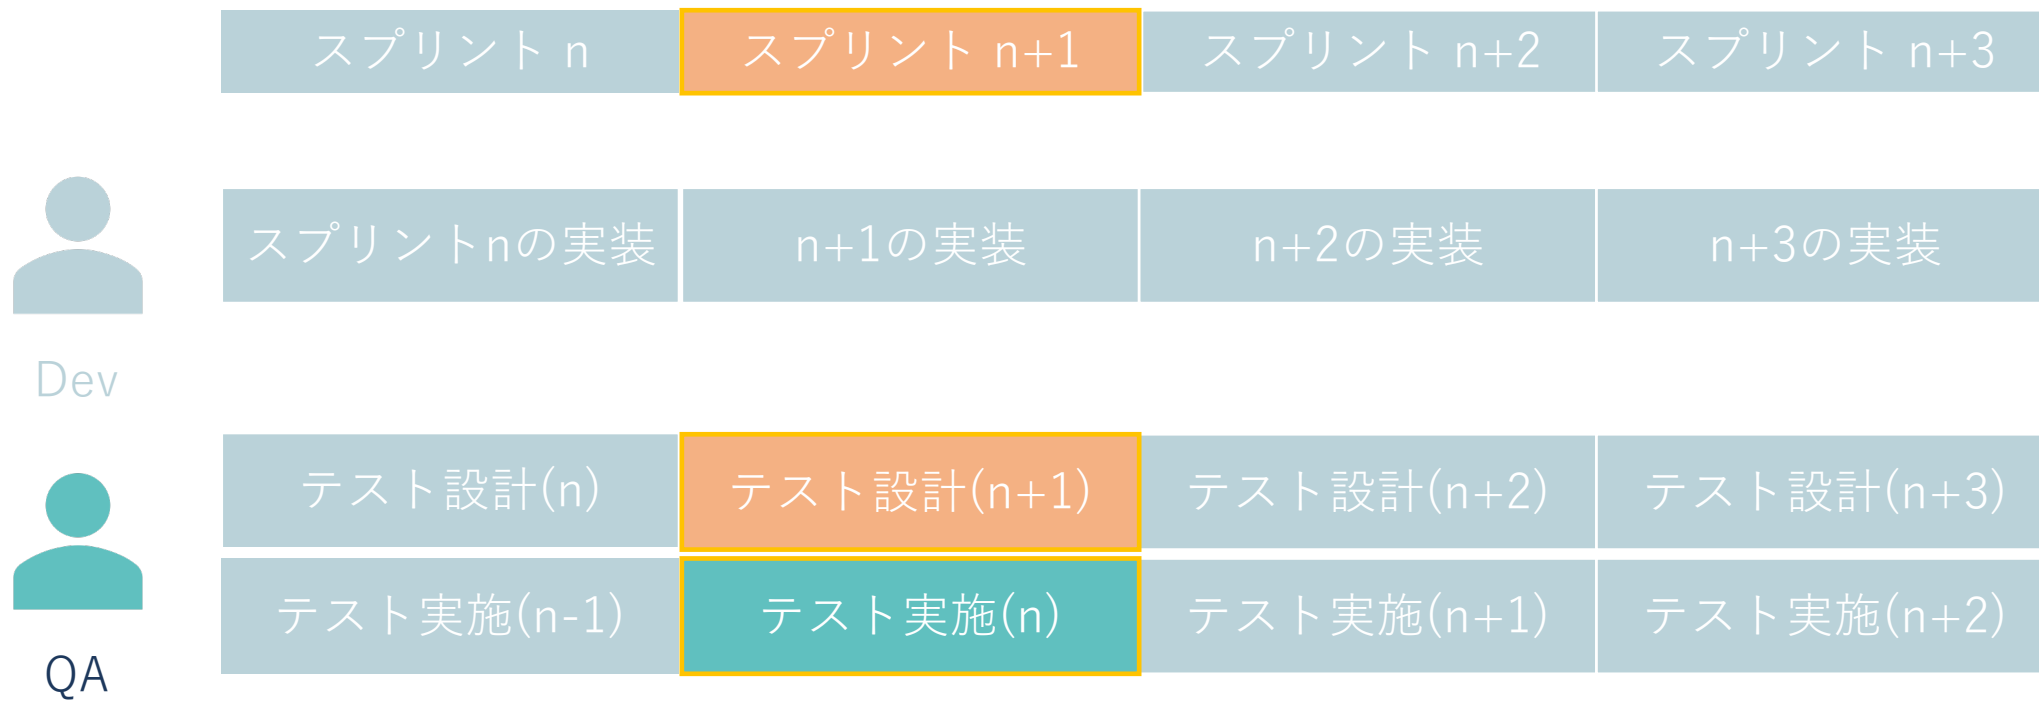 スプリント n
スプリント n+1
スプリント n+2
スプリント n+3
スプリントnの実装
n+1の実装
n+2の実装
n+3の実装
Dev
テスト設計(n)
テスト設計(n+1)
テスト設計(n+2)
テスト設計(n+3)
テスト実施(n-1)
テスト実施(n)
テスト実施(n+1)
テスト実施(n+2)
QA